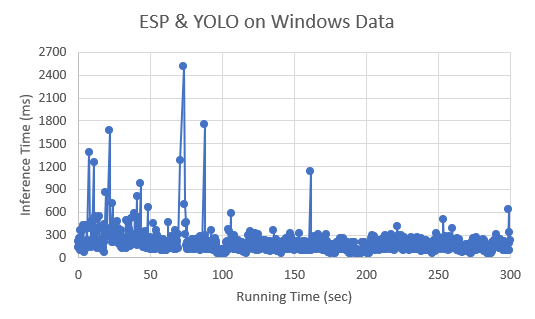 ESP & YOLO on Windows Data
Inference Time (ms)
2700
2400
2100
1800
1500
1200
900
600
300
0
0 50 100 150 200 250 300
Running Time (sec)